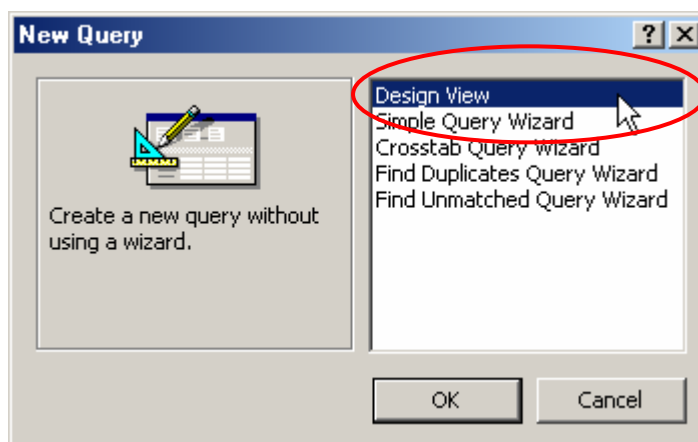 New Query
Create a new query without
using a wizard.
Design View
Simple Query Wizard
Crosstab Query Wizard
Find Duplicates Query Wizard
Find Unmatched Query Wizard
OK
Cancel